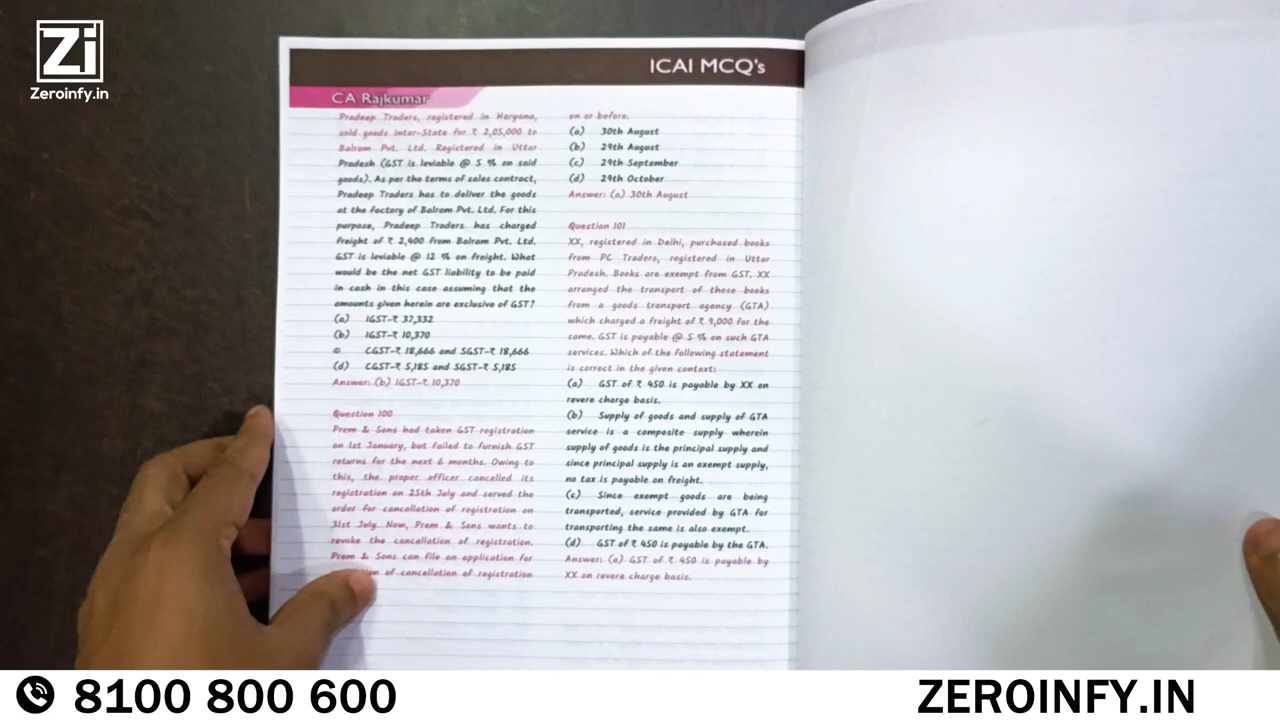 Zi
Zeroinfy.in
ICAI MCQ's
CA Rajkumar
Pradeep Traders, registered in Haryana,
sold goods inter-State for ₹ 2,05,000 to
Balram Pvt. Ltd. Registered in Uttar
Pradesh (GST is leviable @ 5 % on said
goods). As per the terms of sales contract,
Pradeep Traders has to deliver the goods
at the factory of Balram Pvt. Ltd. For this
purpose, Pradeep Traders has charged
freight of ₹ 2,400 from Balram Pvt. Ltd.
GST is leviable @ 12 % on freight. What
would be the net GST liability to be paid
in cash in this case assuming that the
amounts given herein are exclusive of GST?
(a) IGST-₹ 37,332
(b) IGST-₹ 10,370
© CGST-₹ 18,666 and SGST-₹ 18,666
(d) CGST-₹ 5,185 and SGST-₹ 5,185
Answer: (b) IGST-₹ 10,370
Question 100
Prem & Sons had taken GST registration
on 1st January, but failed to furnish GST
returns for the next 6 months. Owing to
this, the proper officer cancelled its
registration on 25th July and served the
order for cancellation of registration on
31st July. Now, Prem & Sons wants to
revoke the cancellation of registration.
Prem & Sons can file an application for
of cancellation of registration
on or before.
(a) 30th August
(b) 29th August
(c) 29th September
(d) 29th October
Answer: (a) 30th August
Question 101
XX, registered in Delhi, purchased books
from PC Traders, registered in Uttar
Pradesh. Books are exempt from GST. XX
arranged the transport of these books
from a goods transport agency (GTA)
which charged a freight of ₹ 9,000 for the
same. GST is payable @ 5 % on such GTA
services. Which of the following statement
is correct in the given context:
(a) GST of ₹ 450 is payable by XX on
revere charge basis.
(b) Supply of goods and supply of GTA
service is a composite supply wherein
supply of goods is the principal supply and
since principal supply is an exempt supply,
no tax is payable on freight.
(c) Since exempt goods are being
transported, service provided by GTA for
transporting the same is also exempt.
(d) GST of ₹ 450 is payable by the GTA.
Answer: (a) GST of ₹ 450 is payable by
XX on revere charge basis.
8100 800 600
ZEROINFY.IN